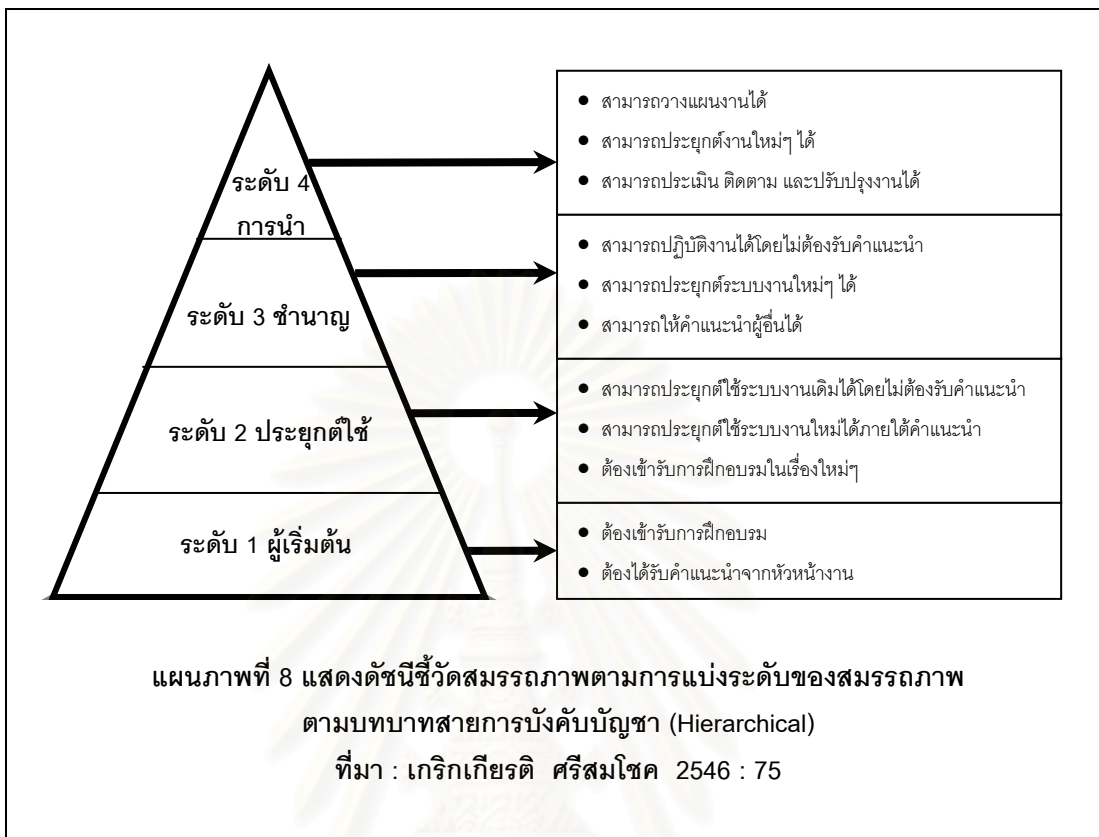 ระดับ 4
การนำ
● สามารถวางแผนงานได้
● สามารถประยุกต์งานใหม่ๆ ได้
● สามารถประเมิน ติดตาม และปรับปรุงงานได้
ระดับ 3 ชำนาญ
● สามารถปฏิบัติงานได้โดยไม่ต้องรับคำแนะนำ
● สามารถประยุกต์ระบบงานใหม่ๆ ได้
● สามารถให้คำแนะนำผู้อื่นได้
ระดับ 2 ประยุกต์ใช้
● สามารถประยุกต์ใช้ระบบงานเดิมได้โดยไม่ต้องรับคำแนะนำ
● สามารถประยุกต์ใช้ระบบงานใหม่ได้ภายใต้คำแนะนำ
● ต้องเข้ารับการฝึกอบรมในเรื่องใหม่ๆ
ระดับ 1 ผู้เริ่มต้น
● ต้องเข้ารับการฝึกอบรม
● ต้องได้รับคำแนะนำจากหัวหน้างาน
แผนภาพที่ 8 แสดงดัชนีชี้วัดสมรรถภาพตามการแบ่งระดับของสมรรถภาพ
ตามบทบาทสายการบังคับบัญชา (Hierarchical)
ที่มา : เกริกเกียรติ ศรีสมโชค 2546 : 75